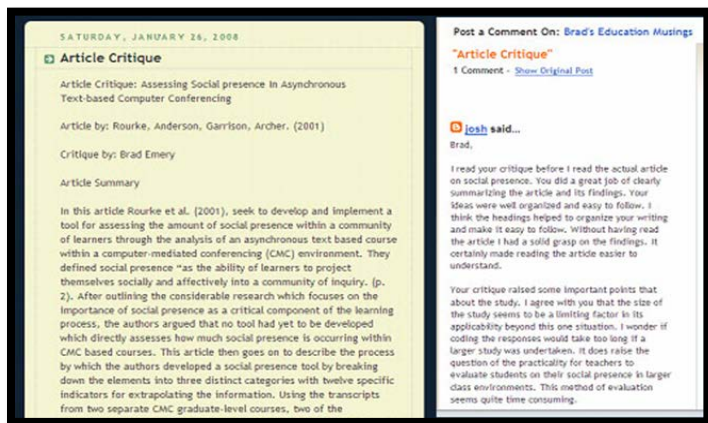 SATURDAY, JANUARY 26, 2008
Article Critique
Article Critique: Assessing Social presence In Asynchronous
Text-based Computer Conferencing
Article by: Rourke, Anderson, Garrison, Archer. (2001)
Critique by: Brad Emery
Article Summary
In this article Rourke et al. (2001), seek to develop and implement a
tool for assessing the amount of social presence within a community
of learners through the analysis of an asynchronous text based course
within a computer-mediated conferencing (CMC) environment. They
defined social presence "as the ability of learners to project
themselves socially and affectively into a community of inquiry. (p.
2). After outlining the considerable research which focuses on the
importance of social presence as a critical component of the learning
process, the authors argued that no tool had yet to be developed
which directly assesses how much social presence is occurring within
CMC based courses. This article then goes on to describe the process
by which the authors developed a social presence tool by breaking
down the elements into three distinct categories with twelve specific
indicators for extrapolating the information. Using the transcripts
from two separate CMC graduate-level courses, two of the
Post a Comment On: Brad's Education Musings
"Article Critique"
1 Comment - Show Original Post
josh said...
Brad,
I read your critique before I read the actual article
on social presence. You did a great job of clearly
summarizing the article and its findings. Your
ideas were well organized and easy to follow. I
think the headings helped to organize your writing
and make it easy to follow. Without having read
the article I had a solid grasp on the findings. It
certainly made reading the article easier to
understand.
Your critique raised some important points that
about the study. I agree with you that the size of
the study seems to be a limiting factor in its
applicability beyond this one situation. I wonder if
coding the responses would take too long if a
larger study was undertaken. It does raise the
question of the practicality for teachers to
evaluate students on their social presence in larger
class environments. This method of evaluation
seems quite time consuming.